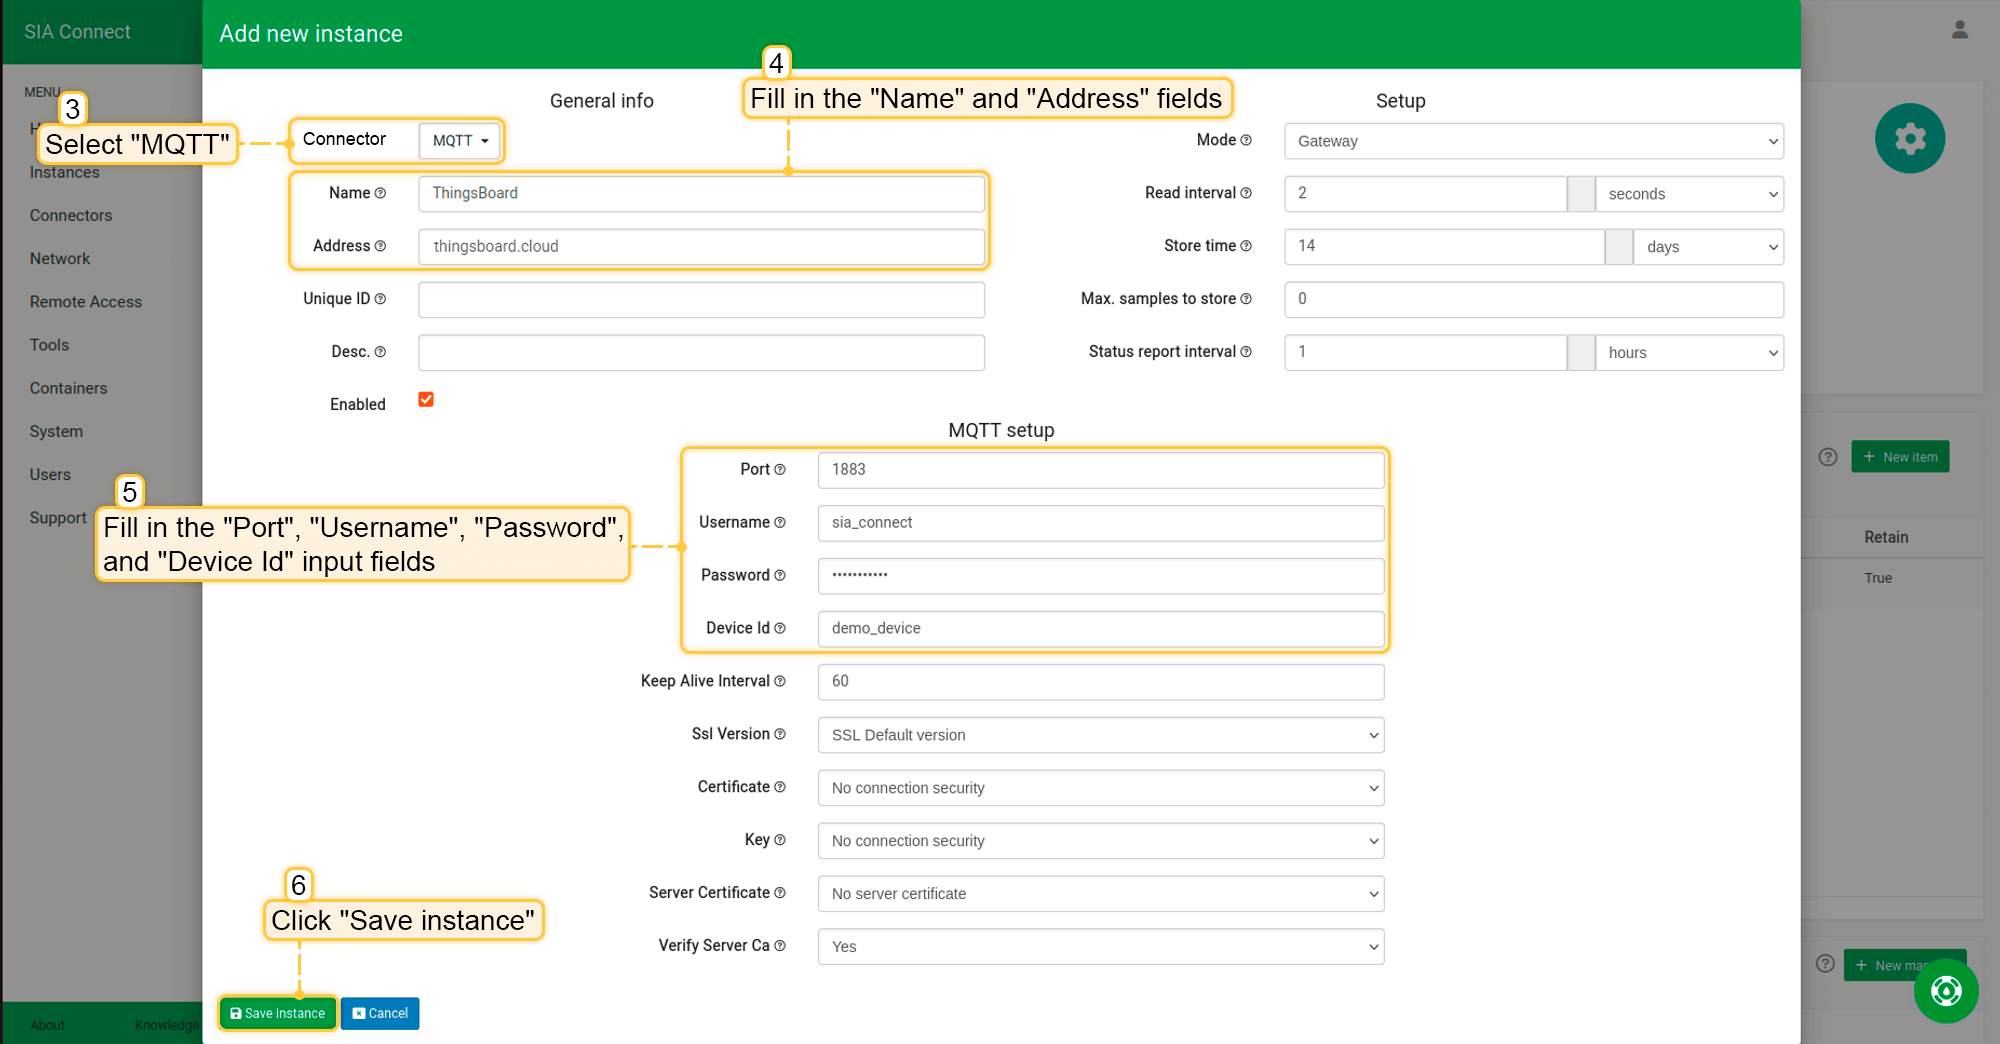 SIA Connect
Add new instance
MENU
3
Select "MQTT"
Instances
Connectors
Network
Remote Access
Tools
Containers
System
Users
Support
General info
4
Fill in the "Name" and "Address" fields
Connector MQTT
Name ThingsBoard
Address thingsboard.cloud
Unique ID
Desc.
Enabled
Setup
Mode Gateway
Read interval 2 seconds
Store time 14 days
Max. samples to store 0
Status report interval 1 hours
MQTT setup
5
Fill in the "Port", "Username", "Password",
and "Device Id" input fields
Port 1883
Username sia_connect
Password •••••••••••
Device Id demo_device
Keep Alive Interval 60
Ssl Version SSL Default version
Certificate No connection security
Key No connection security
Server Certificate No server certificate
Verify Server Ca Yes
6
Click "Save instance"
Save instance Cancel
+ New item
Retain
True
+ New
About Knowledge